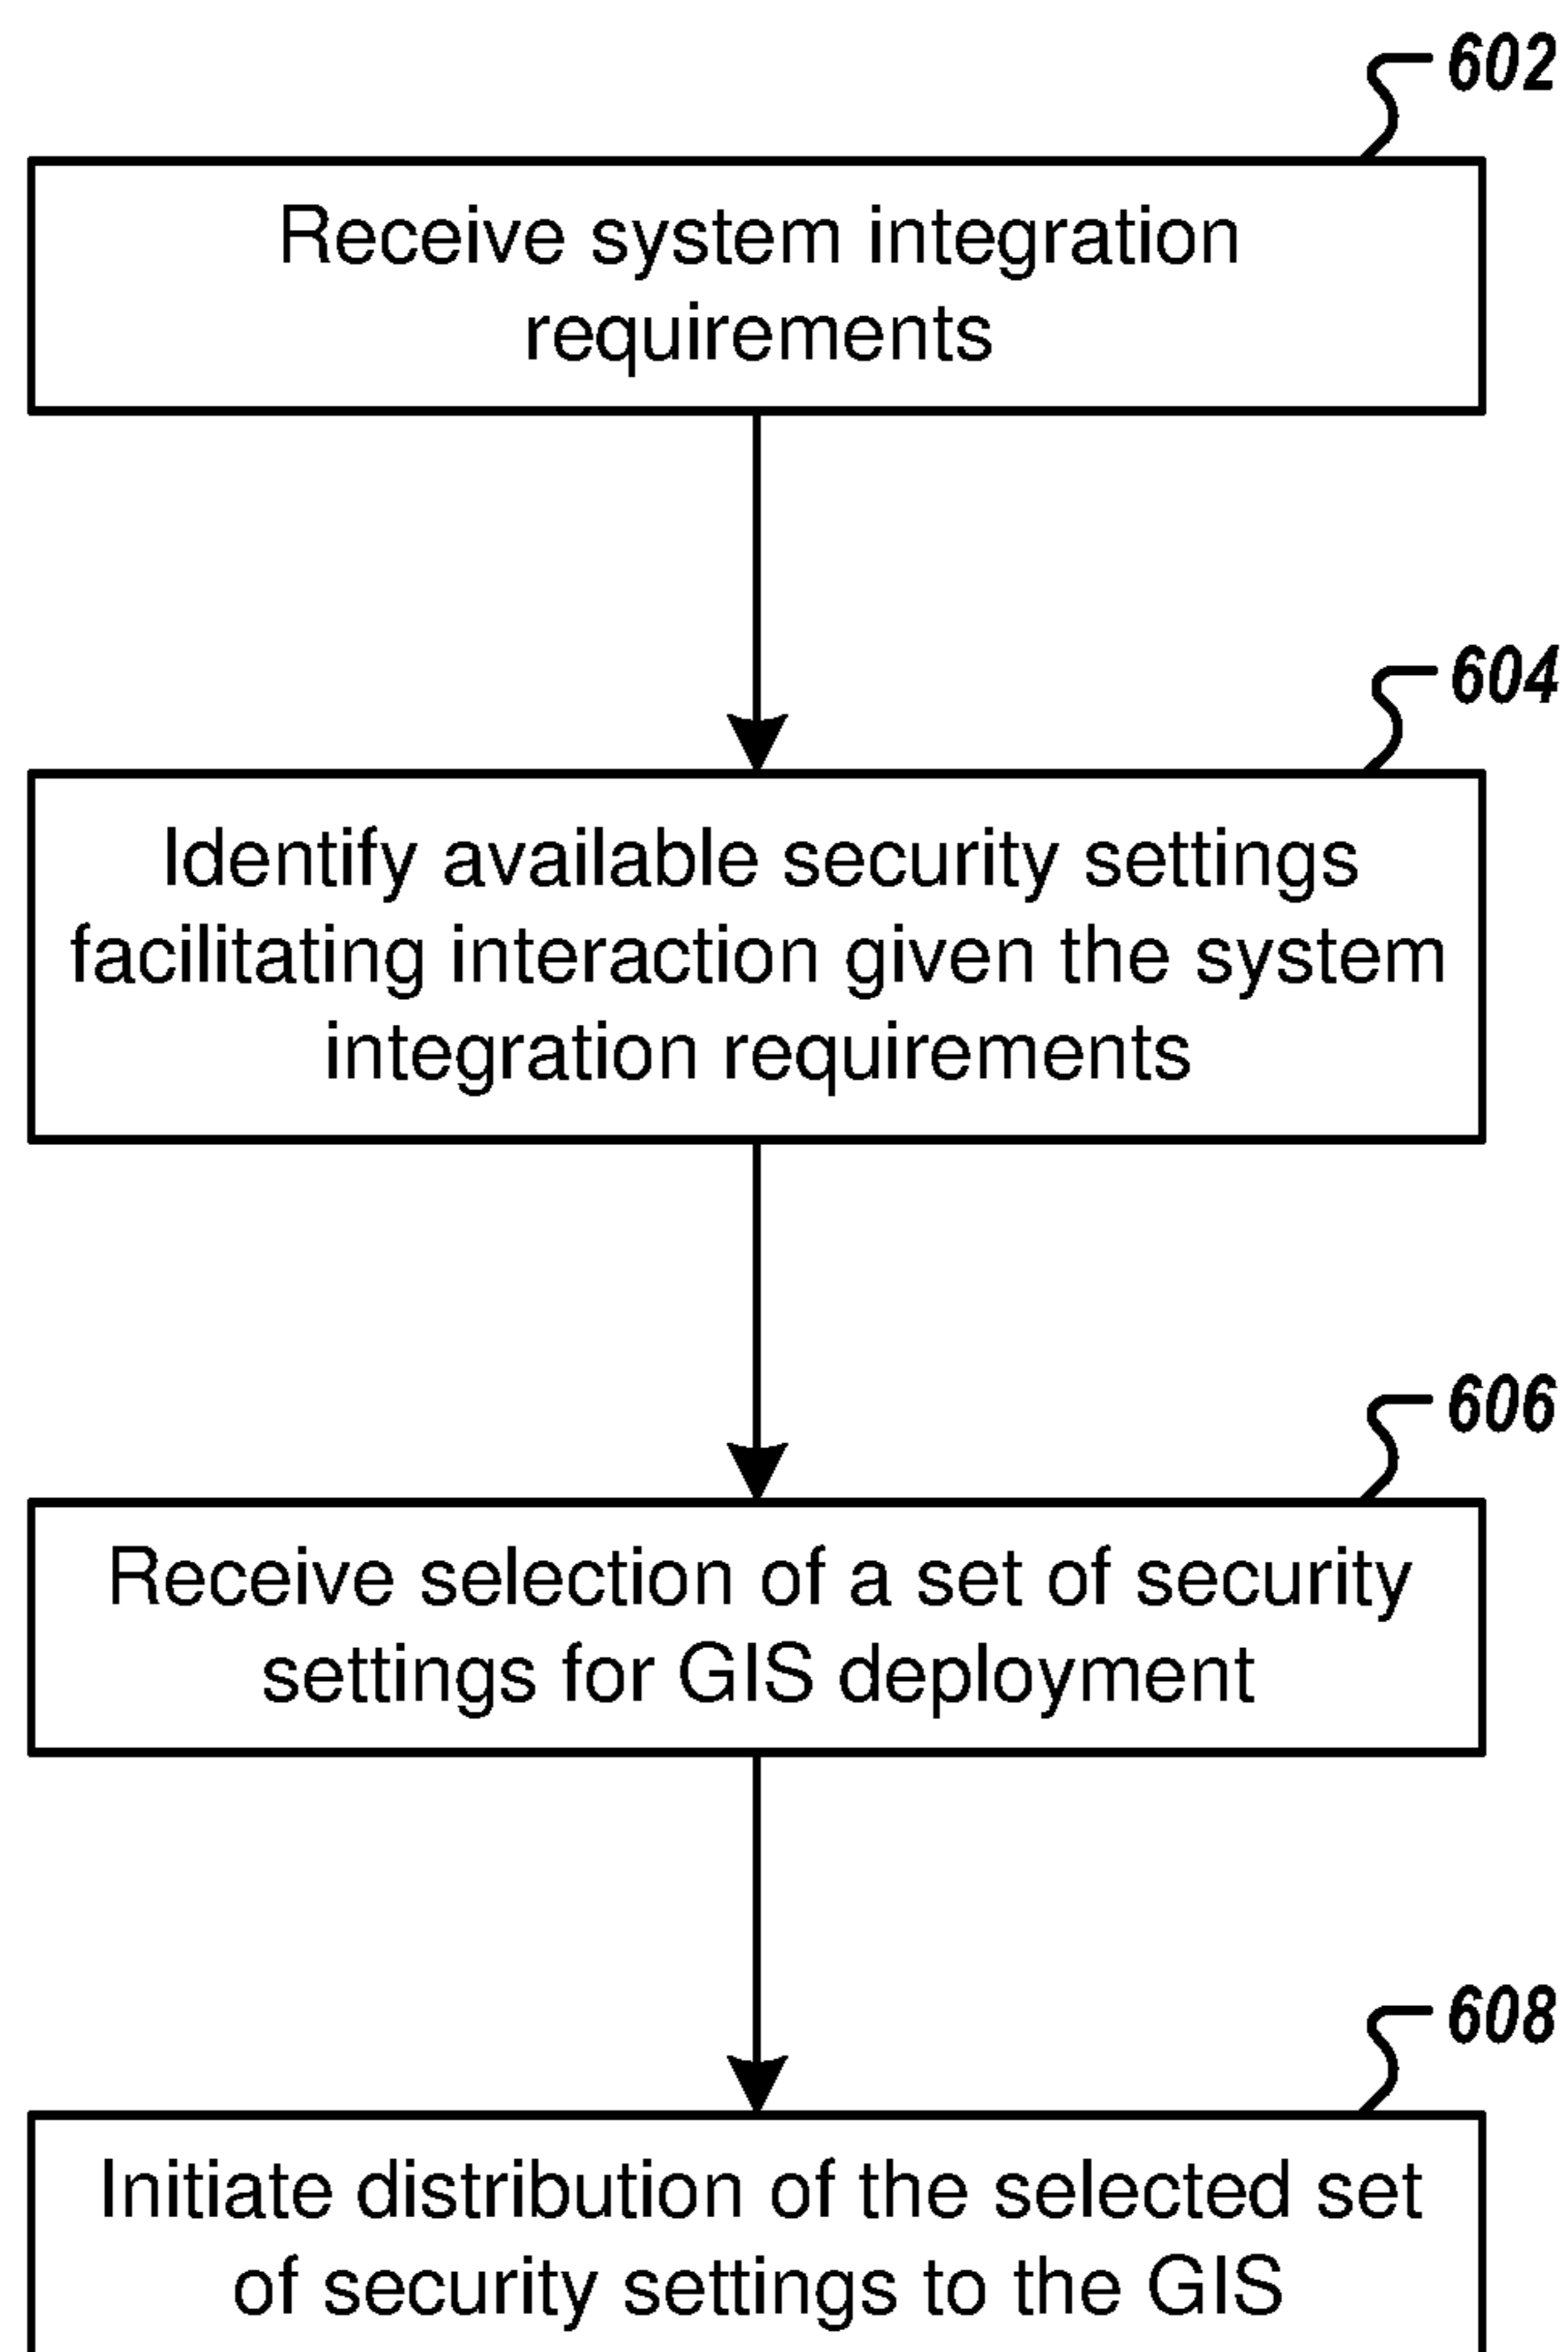 602
Receive system integration
requirements
604
Identify available security settings
facilitating interaction given the system
integration requirements
606
Receive selection of a set of security
settings for GIS deployment
608
Initiate distribution of the selected set
of security settings to the GIS